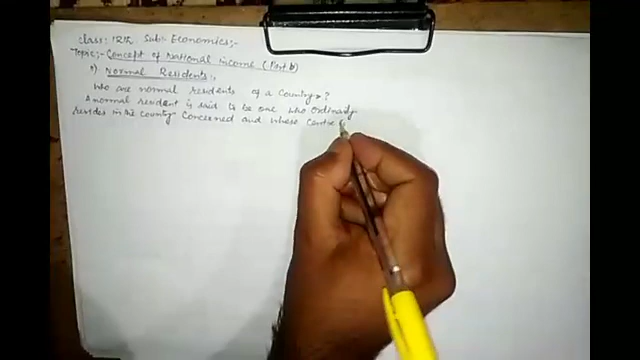 Class: 12th Sub:- Economics;-
Topic;- Concept of National income (Part b)
Normal Residents:,
Who are normal residents of a Country?
A normal resident is said to be one who ordinary
resides in the country concerned and whose centre